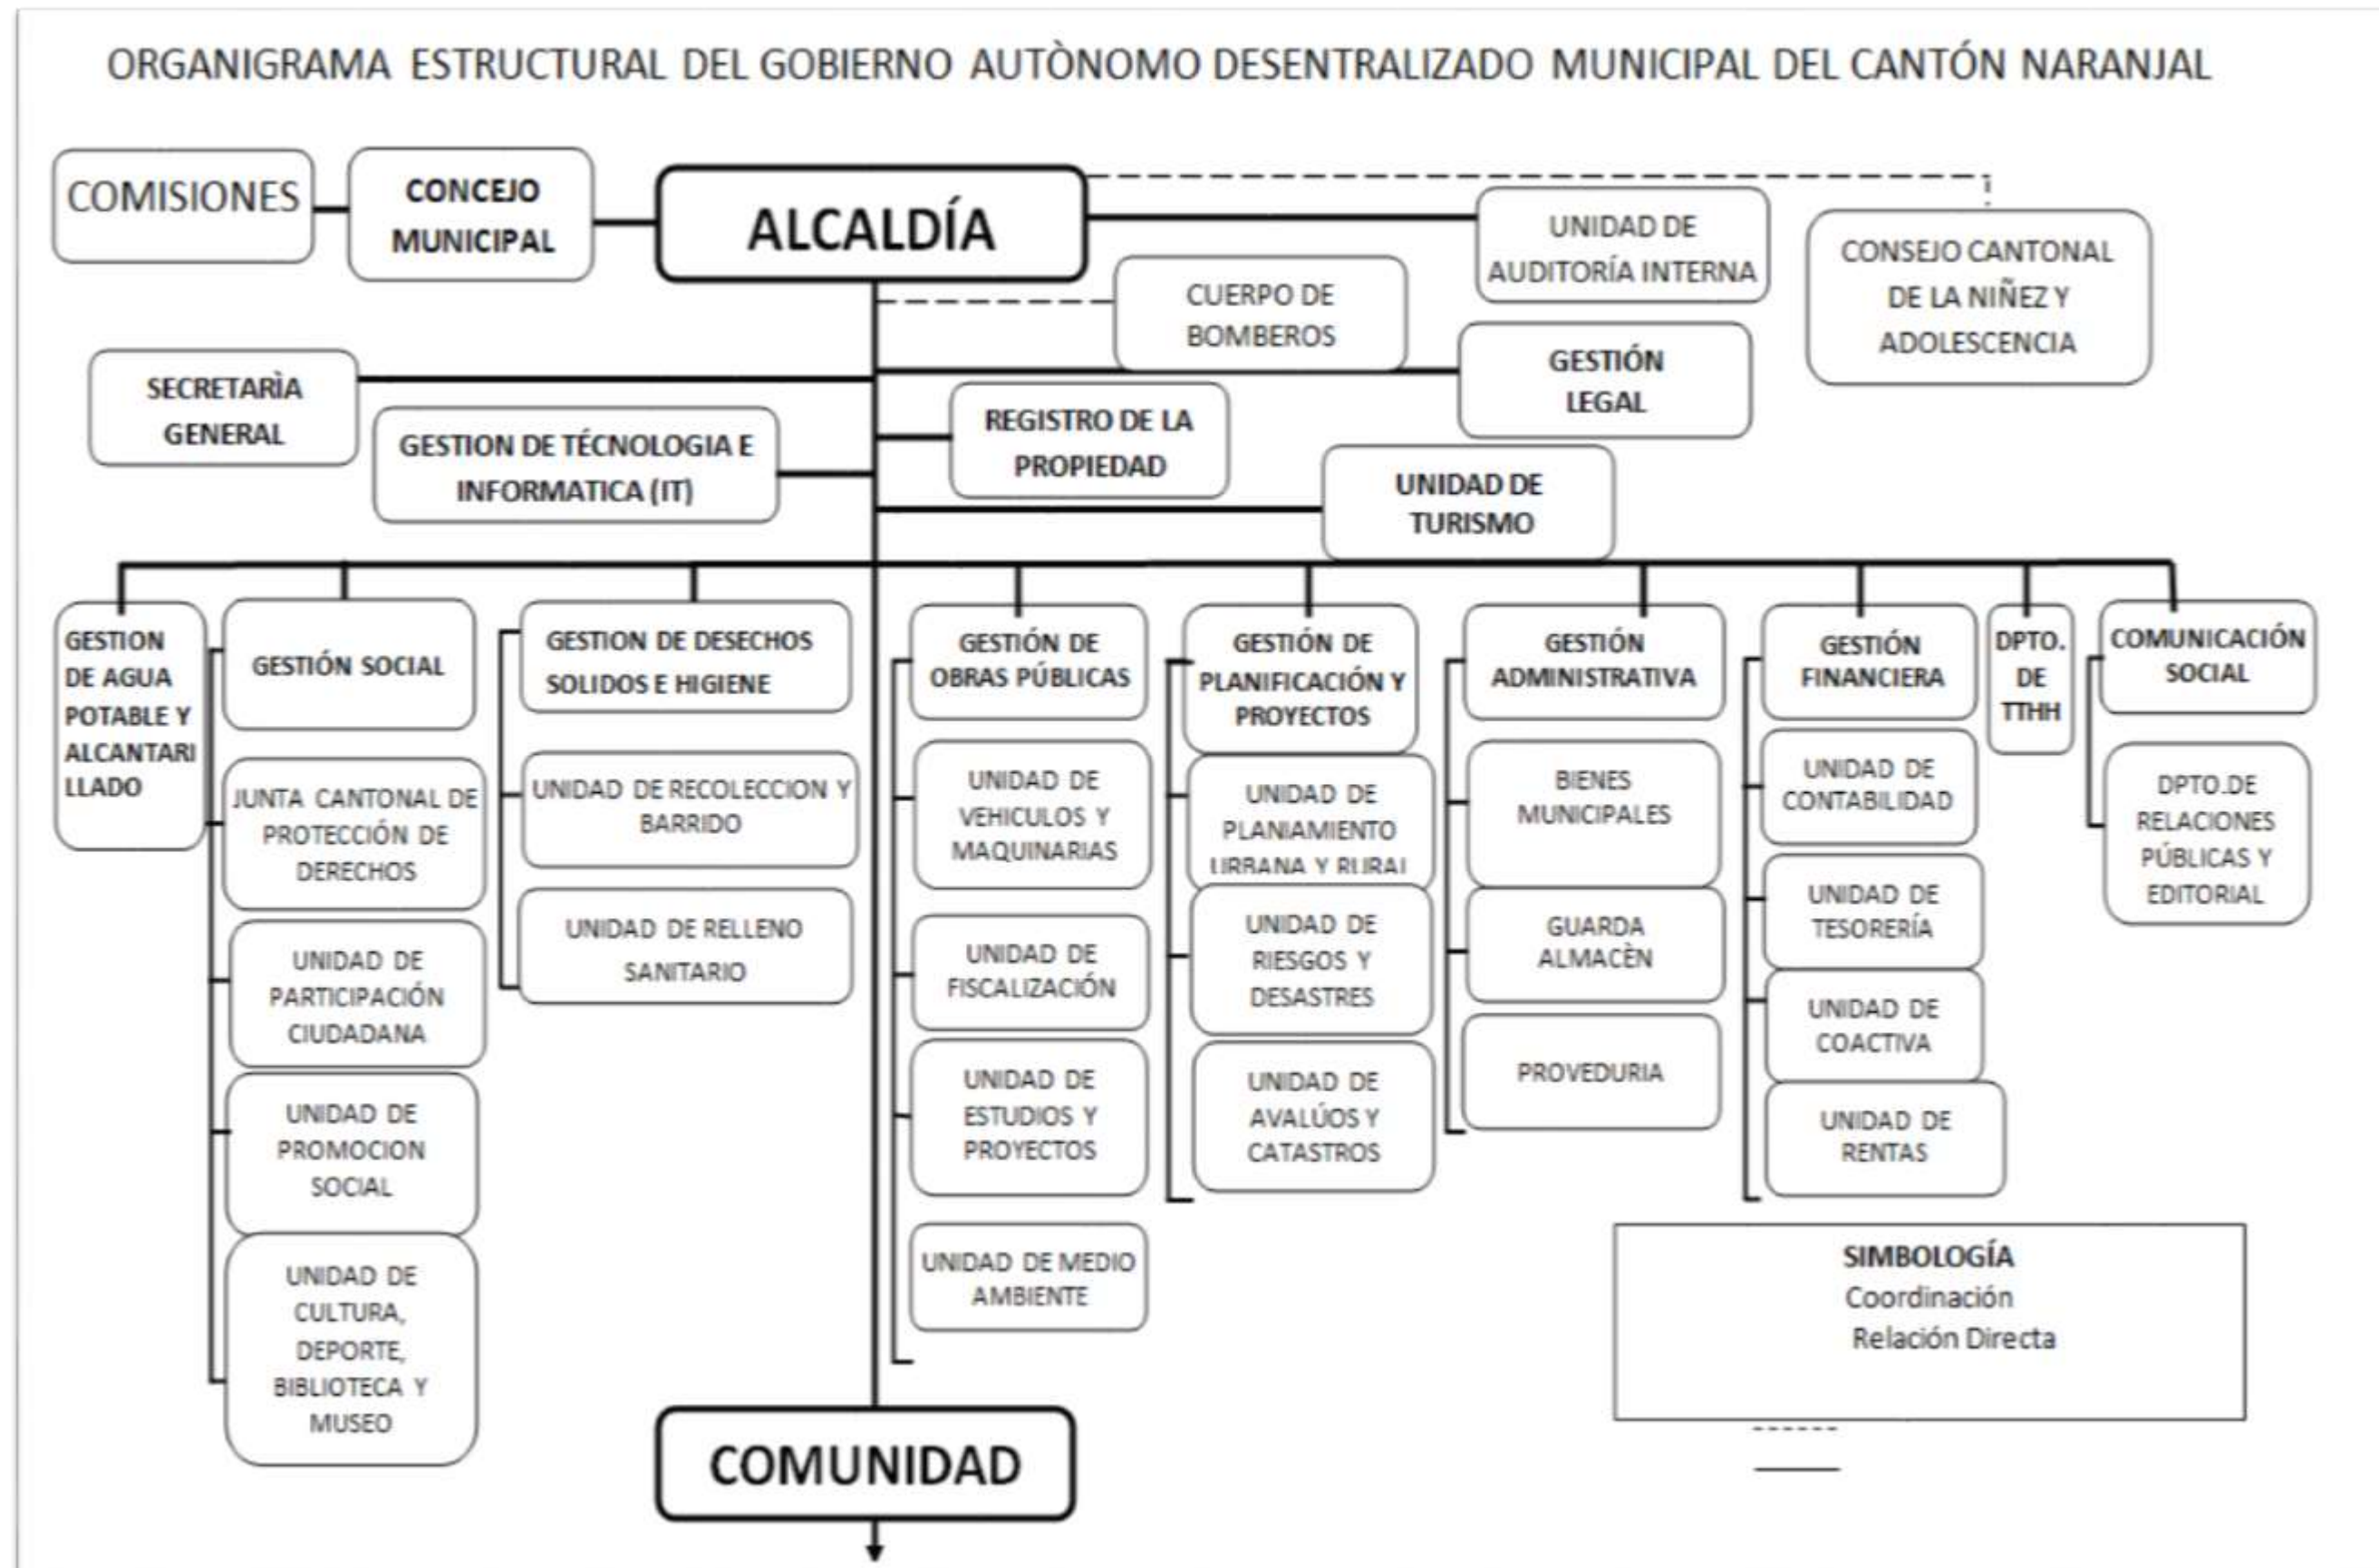 ORGANIGRAMA ESTRUCTURAL DEL GOBIERNO AUTÒNOMO DESENTRALIZADO MUNICIPAL DEL CANTÓN NARANJAL
COMISIONES
CONCEJO
MUNICIPAL
ALCALDÍA
UNIDAD DE
AUDITORÍA INTERNA
CONSEJO CANTONAL
DE LA NIÑEZ Y
ADOLESCENCIA
CUERPO DE
BOMBEROS
GESTIÓN
LEGAL
SECRETARÌA
GENERAL
GESTION DE TÉCNOLOGIA E
INFORMATICA (IT)
REGISTRO DE LA
PROPIEDAD
UNIDAD DE
TURISMO
GESTION
DE AGUA
POTABLE Y
ALCANTARI
LLADO
GESTIÓN SOCIAL
JUNTA CANTONAL DE
PROTECCIÓN DE
DERECHOS
UNIDAD DE
PARTICIPACIÓN
CIUDADANA
UNIDAD DE
PROMOCION
SOCIAL
UNIDAD DE
CULTURA,
DEPORTE,
BIBLIOTECA Y
MUSEO
GESTION DE DESECHOS
SOLIDOS E HIGIENE
UNIDAD DE RECOLECCION Y
BARRIDO
UNIDAD DE RELLENO
SANITARIO
GESTIÓN DE
OBRAS PÚBLICAS
UNIDAD DE
VEHICULOS Y
MAQUINARIAS
UNIDAD DE
FISCALIZACIÓN
UNIDAD DE
ESTUDIOS Y
PROYECTOS
UNIDAD DE MEDIO
AMBIENTE
GESTIÓN DE
PLANIFICACIÓN Y
PROYECTOS
UNIDAD DE
PLANIAMIENTO
URBANA Y RURAL
UNIDAD DE
RIESGOS Y
DESASTRES
UNIDAD DE
AVALÚOS Y
CATASTROS
GESTIÓN
ADMINISTRATIVA
BIENES
MUNICIPALES
GUARDA
ALMACÈN
PROVEDURIA
GESTIÓN
FINANCIERA
UNIDAD DE
CONTABILIDAD
UNIDAD DE
TESORERÍA
UNIDAD DE
COACTIVA
UNIDAD DE
RENTAS
DPTO.
DE
TTHH
COMUNICACIÓN
SOCIAL
DPTO.DE
RELACIONES
PÚBLICAS Y
EDITORIAL
SIMBOLOGÍA
Coordinación
Relación Directa
COMUNIDAD